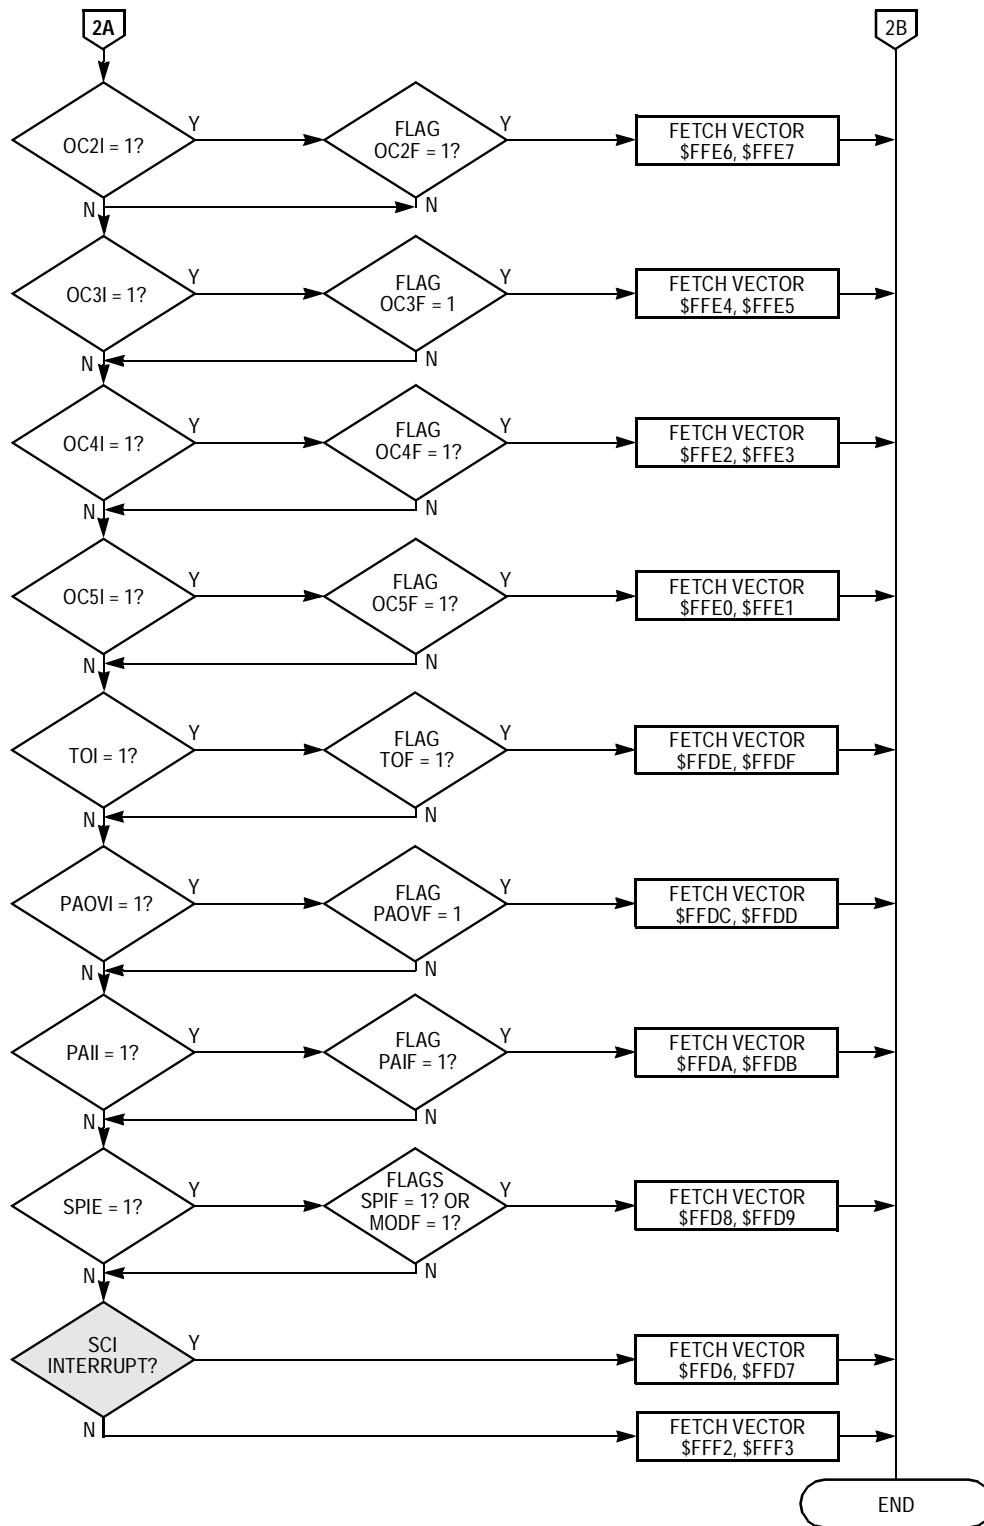 2A
2B
OC2I = 1?
Y
FLAG
OC2F = 1?
Y
FETCH VECTOR
$FFE6, $FFE7
N
N
OC3I = 1?
Y
FLAG
OC3F = 1
Y
FETCH VECTOR
$FFE4, $FFE5
N
N
OC4I = 1?
Y
FLAG
OC4F = 1?
Y
FETCH VECTOR
$FFE2, $FFE3
N
N
OC5I = 1?
Y
FLAG
OC5F = 1?
Y
FETCH VECTOR
$FFE0, $FFE1
N
N
TOI = 1?
Y
FLAG
TOF = 1?
Y
FETCH VECTOR
$FFDE, $FFDF
N
N
PAOVI = 1?
Y
FLAG
PAOVF = 1
Y
FETCH VECTOR
$FFDC, $FFDD
N
N
PAII = 1?
Y
FLAG
PAIF = 1?
Y
FETCH VECTOR
$FFDA, $FFDB
N
N
SPIE = 1?
Y
FLAGS
SPIF = 1? OR
MODF = 1?
Y
FETCH VECTOR
$FFD8, $FFD9
N
N
SCI
INTERRUPT?
Y
FETCH VECTOR
$FFD6, $FFD7
N
FETCH VECTOR
$FFF2, $FFF3
END